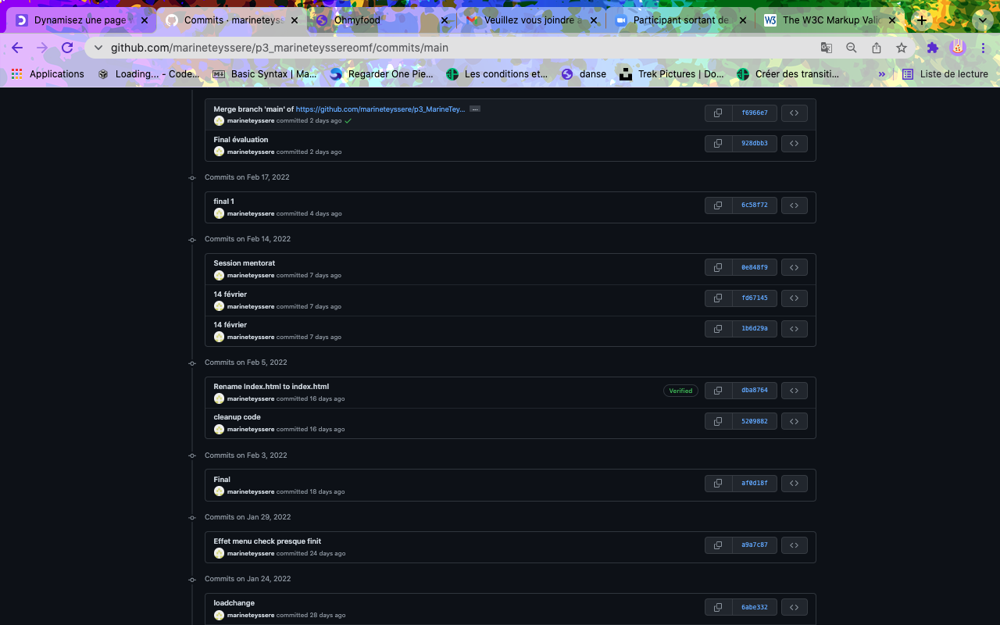 Dynamisez une page
Commits · marineteyss
Ohmyfood
Veuillez vous joindre a
Participant sortant de
The W3C Markup Vali
github.com/marineteyssere/p3_marineteyssereomf/commits/main
Applications
Loading... - Code...
Basic Syntax | Ma...
Regarder One Pie...
Les conditions et...
danse
Trek Pictures | Do...
Créer des transiti...
»
Liste de lecture
Merge branch 'main' of https://github.com/marineteyssere/p3_MarineTey... ...
marineteyssere committed 2 days ago
f6966e7
Final évaluation
marineteyssere committed 2 days ago
928dbb3
Commits on Feb 17, 2022
final 1
marineteyssere committed 4 days ago
6c58f72
Commits on Feb 14, 2022
Session mentorat
marineteyssere committed 7 days ago
0e848f9
14 février
marineteyssere committed 7 days ago
fd67145
14 février
marineteyssere committed 7 days ago
1b6d29a
Commits on Feb 5, 2022
Rename Index.html to index.html
marineteyssere committed 16 days ago
Verified
dba8764
cleanup code
marineteyssere committed 16 days ago
5209882
Commits on Feb 3, 2022
Final
marineteyssere committed 18 days ago
af0d18f
Commits on Jan 29, 2022
Effet menu check presque finit
marineteyssere committed 24 days ago
a9a7c87
Commits on Jan 24, 2022
loadchange
marineteyssere committed 28 days ago
6abe332